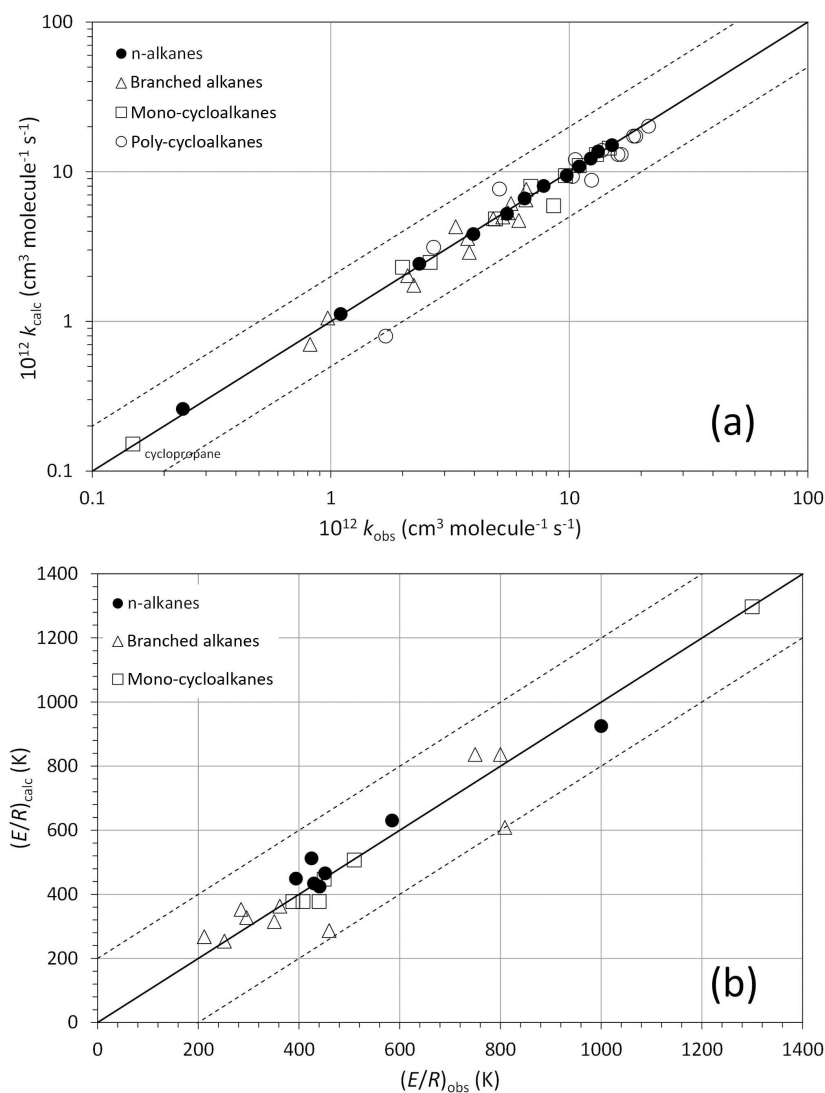 100
10
1
0.1
10¹² k_calc (cm³ molecule⁻¹ s⁻¹)
n-alkanes
Branched alkanes
Mono-cycloalkanes
Poly-cycloalkanes
(a)
cyclopropane
0.1 1 10 100
10¹² k_obs (cm³ molecule⁻¹ s⁻¹)
1400
1200
1000
800
600
400
200
0
(E/R)calc (K)
n-alkanes
Branched alkanes
Mono-cycloalkanes
(b)
0 200 400 600 800 1000 1200 1400
(E/R)obs (K)